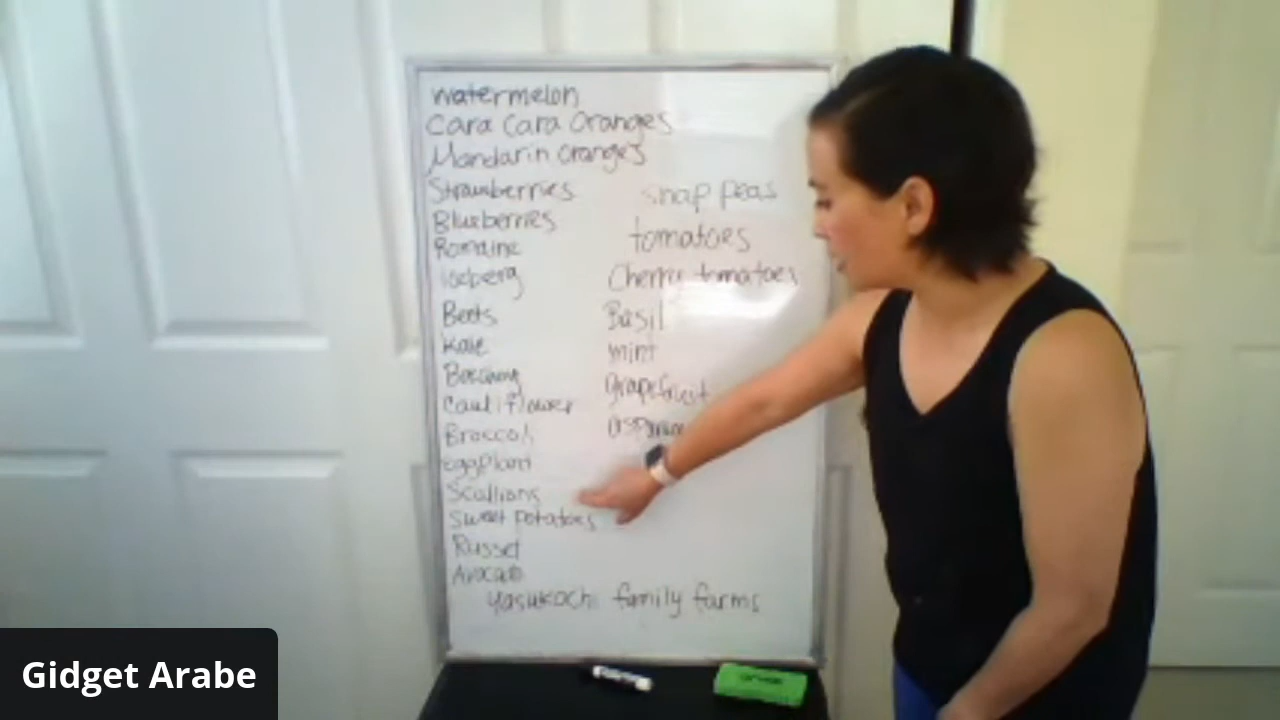 watermelon
Cara Cara Oranges
Mandarin Oranges
Strawberries
Blueberries
Romaine
Iceberg
Beets
Kale
Cauliflower
Broccoli
eggplant
Scallions
Sweet Potatoes
Russet
Avocado
snap peas
tomatoes
Cherry tomatoes
Basil
mint
grapefruit
Yasukochi family farms
Gidget Arabe